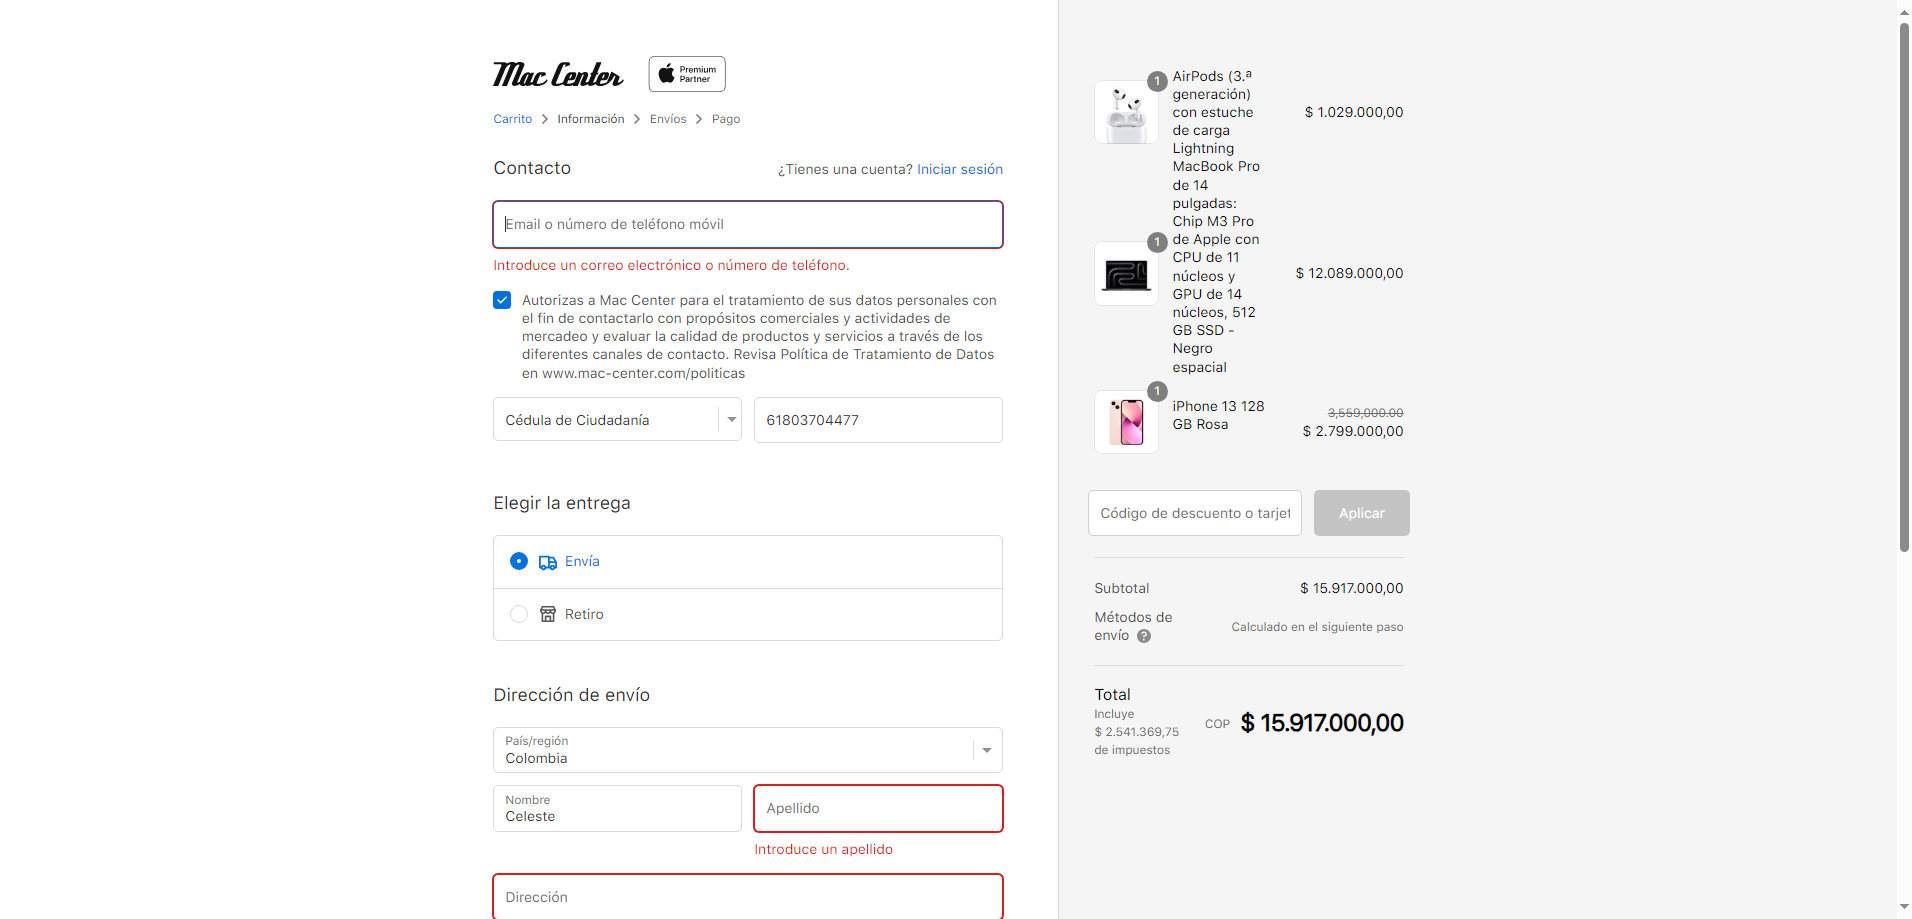 Mac Center
Premium
Partner
Carrito > Información > Envíos > Pago
Contacto
¿Tienes una cuenta? Iniciar sesión
Email o número de teléfono móvil
Introduce un correo electrónico o número de teléfono.
Autorizas a Mac Center para el tratamiento de sus datos personales con
el fin de contactarlo con propósitos comerciales y actividades de
mercadeo y evaluar la calidad de productos y servicios a través de los
diferentes canales de contacto. Revisa Política de Tratamiento de Datos
en www.mac-center.com/politicas
Cédula de Ciudadanía
61803704477
Elegir la entrega
Envía
Retiro
Dirección de envío
País/región
Colombia
Nombre
Celeste
Apellido
Introduce un apellido
Dirección
1
AirPods (3.ª
generación)
con estuche
de carga
Lightning
$ 1.029.000,00
1
MacBook Pro
de 14
pulgadas:
Chip M3 Pro
de Apple con
CPU de 11
núcleos y
GPU de 14
núcleos, 512
GB SSD -
Negro
espacial
$ 12.089.000,00
1
iPhone 13 128
GB Rosa
3,559,000.00
$ 2.799.000,00
Código de descuento o tarjet
Aplicar
Subtotal
$ 15.917.000,00
Métodos de
envío ?
Calculado en el siguiente paso
Total
Incluye
$ 2.541.369,75
de impuestos
COP $ 15.917.000,00